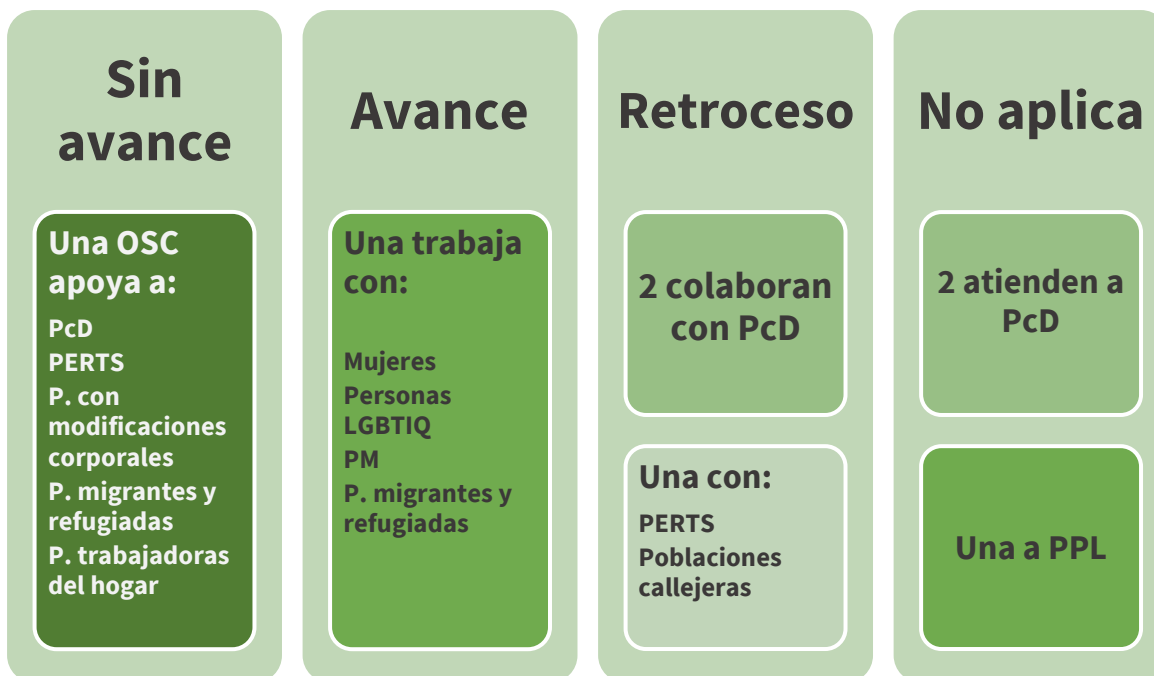 Sin
avance
Una OSC
apoya a:
PcD
PERTS
P. con
modificaciones
corporales
P. migrantes y
refugiadas
P. trabajadoras
del hogar
Avance
Una trabaja
con:
Mujeres
Personas
LGBTIQ
PM
P. migrantes y
refugiadas
Retroceso
2 colaboran
con PcD
Una con:
PERTS
Poblaciones
callejeras
No aplica
2 atienden a
PcD
Una a PPL